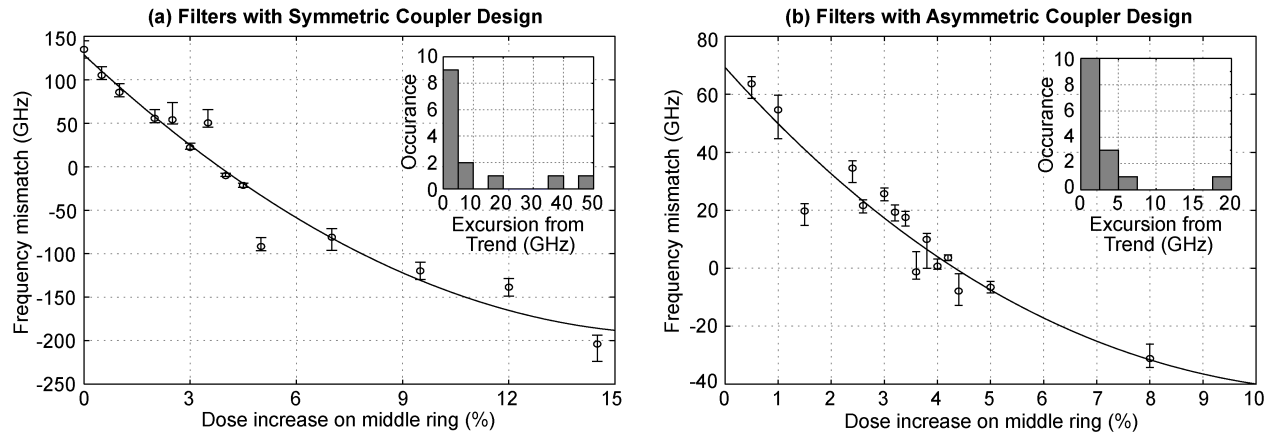 (a) Filters with Symmetric Coupler Design
150
100
50
0
-50
-100
-150
-200
-250
Frequency mismatch (GHz)
0 3 6 9 12 15
Dose increase on middle ring (%)
10
8
6
4
2
0
Occurance
0 10 20 30 40 50
Excursion from
Trend (GHz)
(b) Filters with Asymmetric Coupler Design
80
60
40
20
0
-20
-40
Frequency mismatch (GHz)
0 1 2 3 4 5 6 7 8 9 10
Dose increase on middle ring (%)
10
8
6
4
2
0
Occurance
0 5 10 15 20
Excursion from
Trend (GHz)